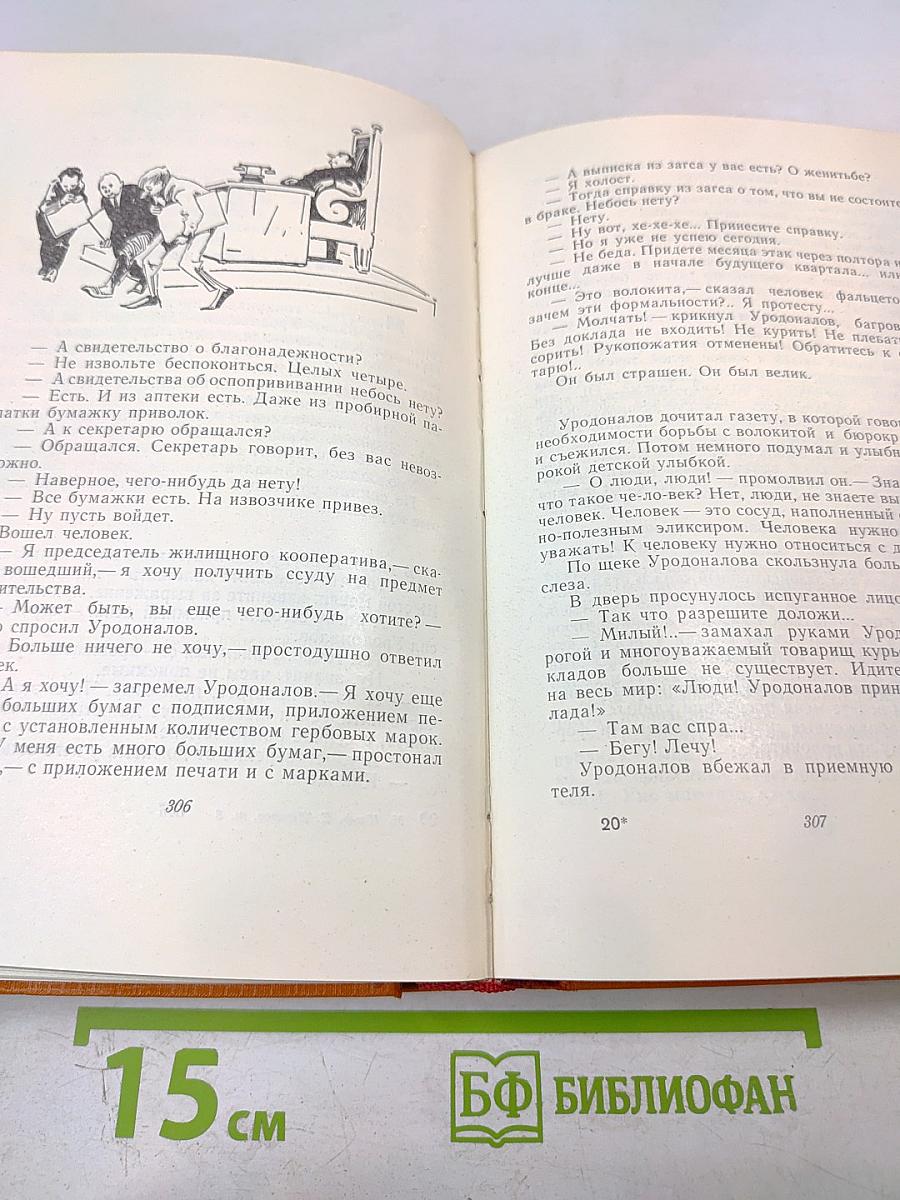 — А свидетельство о благонадежности?
— Не извольте беспокоиться. Целых четыре.
— А свидетельства об оспопрививании небось нету?
— Есть. И из аптеки есть. Даже из пробирной па-
латки бумажку приволок.
— А к секретарю обращался?
— Обращался. Секретарь говорит, без вас невоз-
ожно.
— Наверное, чего-нибудь да нету!
— Все бумажки есть. На извозчике привез.
— Ну пусть войдет.
Вошел человек.
— Я председатель жилищного кооператива,— ска-
вошедший,— я хочу получить ссуду на предмет
ительства.
— Может быть, вы еще чего-нибудь хотите? —
о спросил Уродоналов.
Больше ничего не хочу,— простодушно ответил
ек.
А я хочу! — загремел Уродоналов.— Я хочу еще
больших бумаг с подписями, приложением пе-
с установленным количеством гербовых марок.
У меня есть много больших бумаг,— простонал
,— с приложением печати и с марками.
306
— А выписка из загса у вас есть? О женитьбе?
— Я холост.
— Тогда справку из загса о том, что вы не состоите
в браке. Небось нету?
— Нету.
— Ну вот, хе-хе-хе... Принесите справку.
— Но я уже не успею сегодня.
— Не беда. Придете месяца этак через полтора и
лучше даже в начале будущего квартала... или
конце...
— Это волокита,— сказал человек фальцето
зачем эти формальности?.. Я протесту...
— Молчать! — крикнул Уродоналов, багров
Без доклада не входить! Не курить! Не плевать
сорить! Рукопожатия отменены! Обратитесь к с
тарю!..
Он был страшен. Он был велик.
Уродоналов дочитал газету, в которой гово
необходимости борьбы с волокитой и бюрокр
и съежился. Потом немного подумал и улыбн
рокой детской улыбкой.
— О люди, люди! — промолвил он.— Зна
что такое че-ло-век? Нет, люди, не знаете вы
человек. Человек — это сосуд, наполненный
но-полезным эликсиром. Человека нужно
уважать! К человеку нужно относиться с д
По щеке Уродоналова скользнула боль
слеза.
В дверь просунулось испуганное лицо
— Так что разрешите доложи...
— Милый!..— замахал руками Урод
рогой и многоуважаемый товарищ курь
кладов больше не существует. Идите
на весь мир: «Люди! Уродоналов прин
лада!»
— Там вас спра...
— Бегу! Лечу!
Уродоналов вбежал в приемную
теля.
20*
307
15 см
БФ БИБЛИОФАН